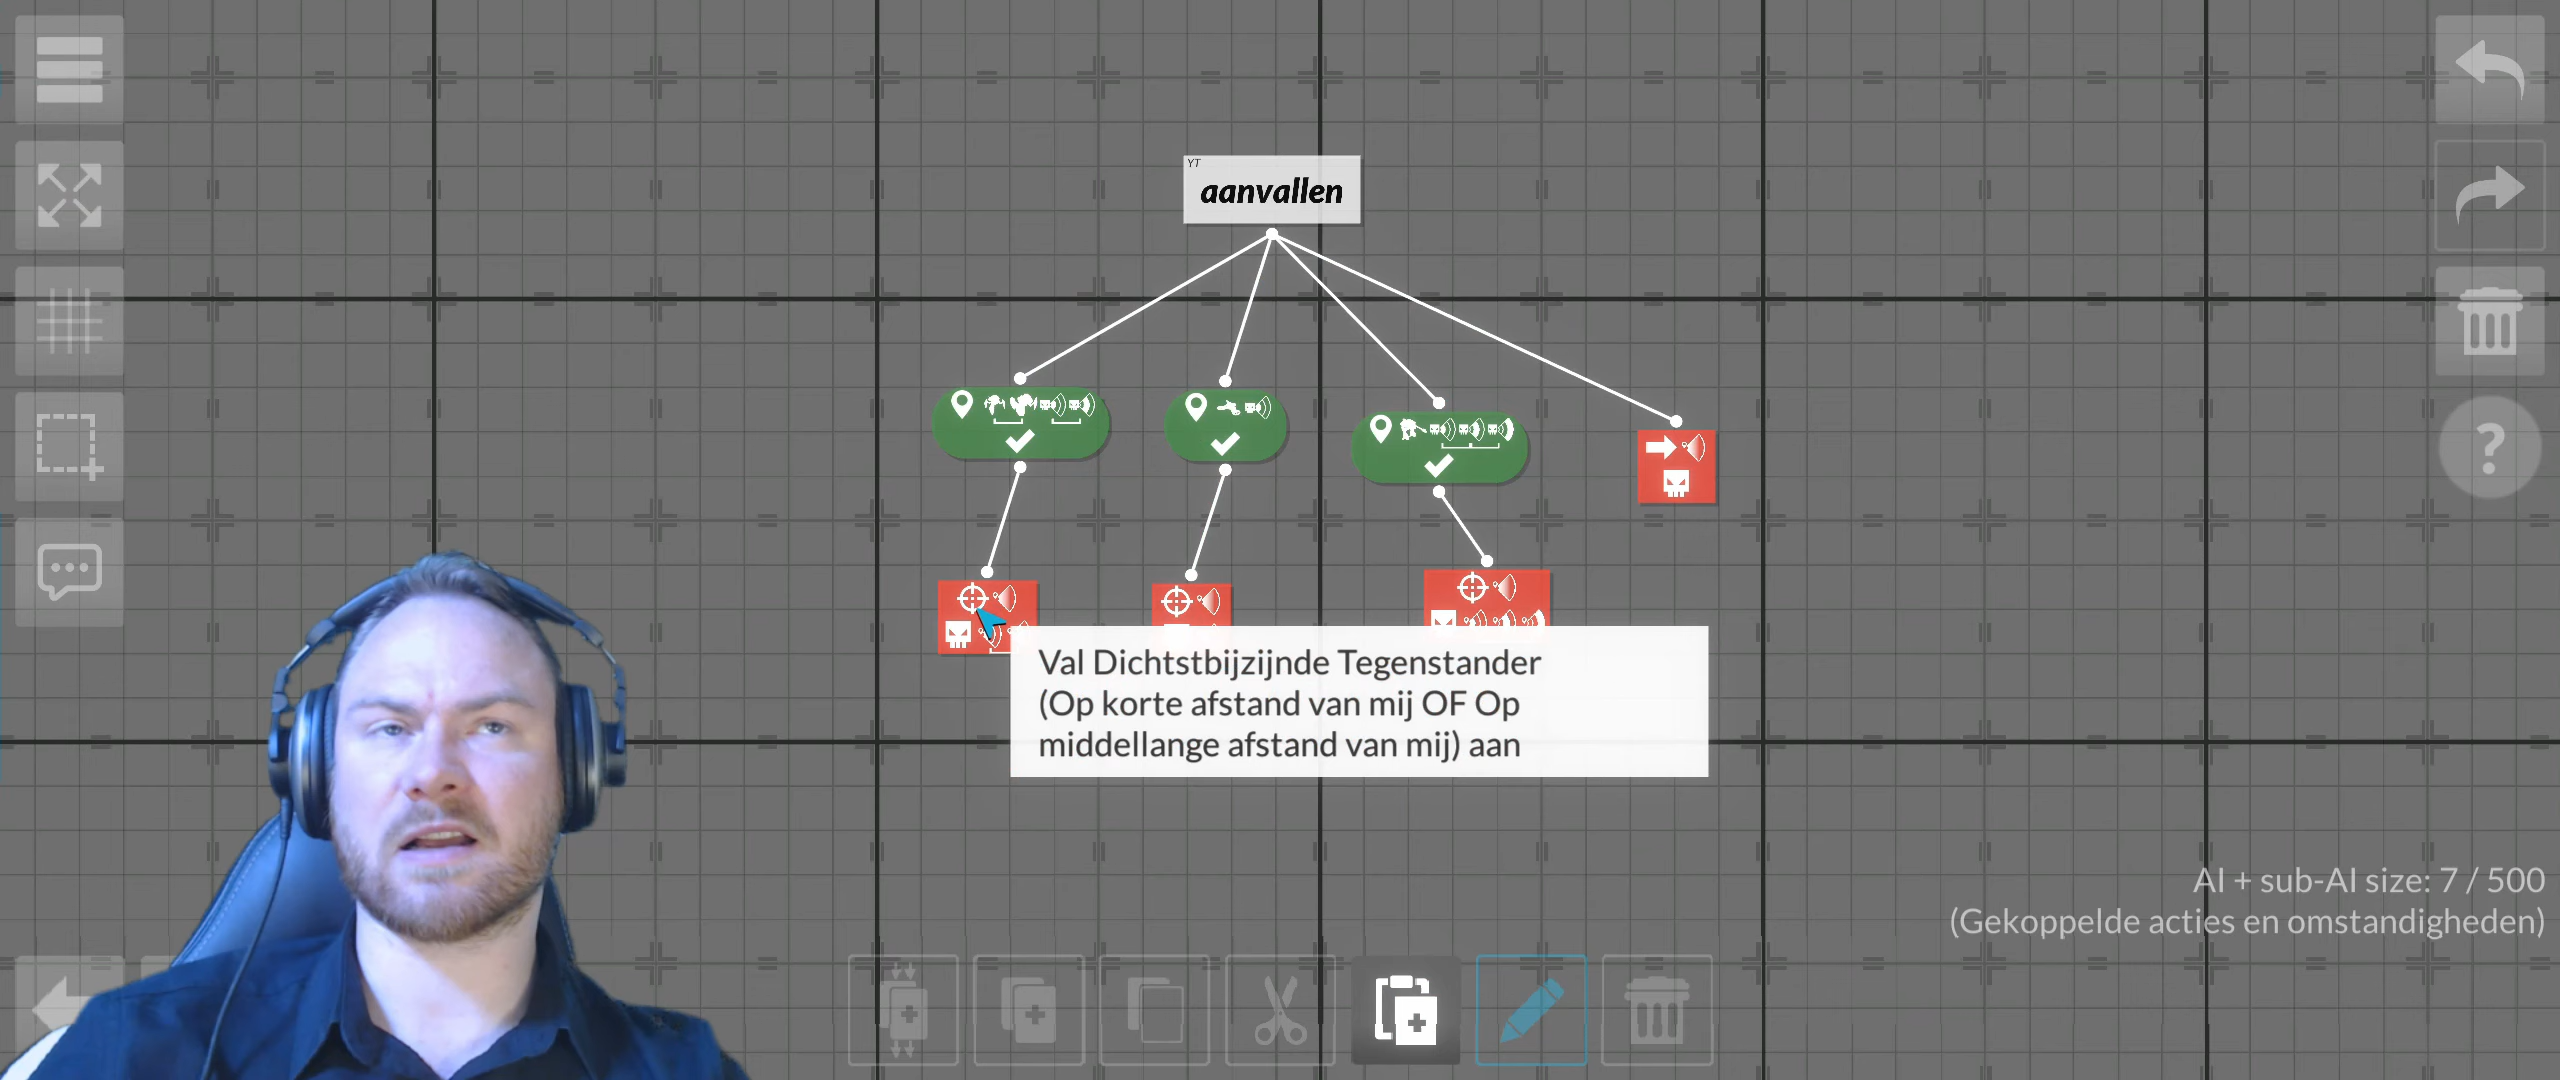 YT
aanvallen
Val Dichtstbijzijnde Tegenstander
(Op korte afstand van mij OF Op
middellange afstand van mij) aan
AI + sub-AI size: 7 / 500
(Gekoppelde acties en omstandigheden)